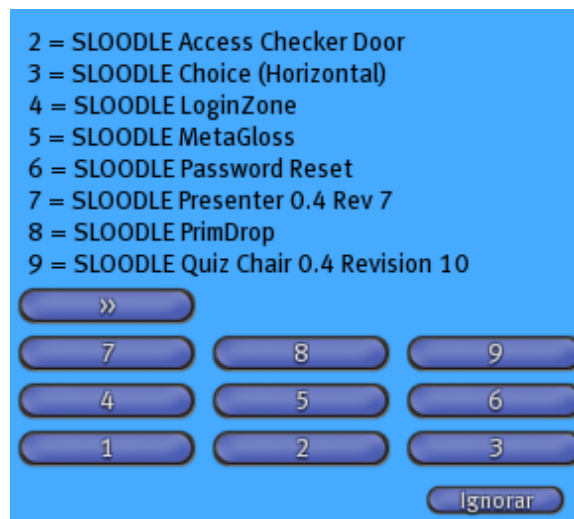 2 = SLOODLE Access Checker Door
3 = SLOODLE Choice (Horizontal)
4 = SLOODLE LoginZone
5 = SLOODLE MetaGloss
6 = SLOODLE Password Reset
7 = SLOODLE Presenter 0.4 Rev 7
8 = SLOODLE PrimDrop
9 = SLOODLE Quiz Chair 0.4 Revision 10
»
7 8 9
4 5 6
1 2 3
Ignorar